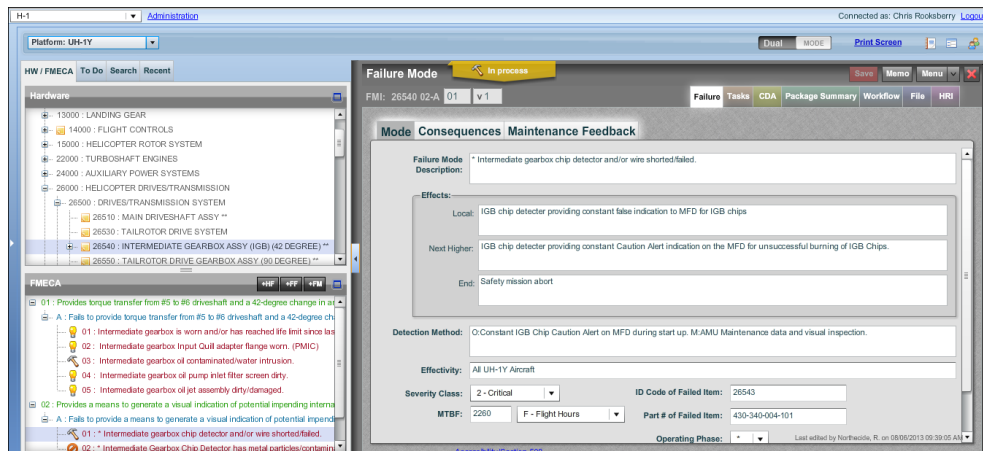 H-1 Administration Connected as: Chris Rooksberry Logou
Platform: UH-1Y Dual MODE Print Screen
HW / FMECA To Do Search Recent
Hardware
13000 : LANDING GEAR
14000 : FLIGHT CONTROLS
15000 : HELICOPTER ROTOR SYSTEM
22000 : TURBOSHAFT ENGINES
24000 : AUXILIARY POWER SYSTEMS
26000 : HELICOPTER DRIVES/TRANSMISSION
26500 : DRIVES/TRANSMISSION SYSTEM
26510 : MAIN DRIVESHAFT ASSY **
26530 : TAILROTOR DRIVE SYSTEM
26540 : INTERMEDIATE GEARBOX ASSY (IGB) (42 DEGREE) **
26550 : TAILROTOR DRIVE GEARBOX ASSY (90 DEGREE) **
FMECA +HF +FF +FM
01 : Provides torque transfer from #5 to #6 driveshaft and a 42-degree change in an
A : Fails to provide torque transfer from #5 to #6 driveshaft and a 42-degree ch
01 : Intermediate gearbox is worn and/or has reached life limit since las
02 : Intermediate gearbox Input Quill adapter flange worn. (PMIC)
03 : Intermediate gearbox oil contaminated/water intrusion.
04 : Intermediate gearbox oil pump inlet filter screen dirty.
05 : Intermediate gearbox oil jet assembly dirty/damaged.
02 : Provides a means to generate a visual indication of potential impending interna
A : Fails to provide a means to generate a visual indication of potential impendi
01 : * Intermediate gearbox chip detector and/or wire shorted/failed.
02 : * Intermediate Gearbox Chip Detector has metal particles/contamin
Failure Mode In process Save Memo Menu
FMI: 26540 02-A 01 v 1 Failure Tasks CDA Package Summary Workflow File HRI
Mode Consequences Maintenance Feedback
Failure Mode Description: * Intermediate gearbox chip detector and/or wire shorted/failed.
Effects:
Local: IGB chip detecter providing constant false indication to MFD for IGB chips
Next Higher: IGB chip detecter providing constant Caution Alert indication on the MFD for unsuccessful burning of IGB Chips.
End: Safety mission abort
Detection Method: O:Constant IGB Chip Caution Alert on MFD during start up. M:AMU Maintenance data and visual inspection.
Effectivity: All UH-1Y Aircraft
Severity Class: 2 - Critical ID Code of Failed Item: 26543
MTBF: 2260 F - Flight Hours Part # of Failed Item: 430-340-004-101
Operating Phase: * Last edited by Northecide, R. on 08/06/2013 09:39:05 AM